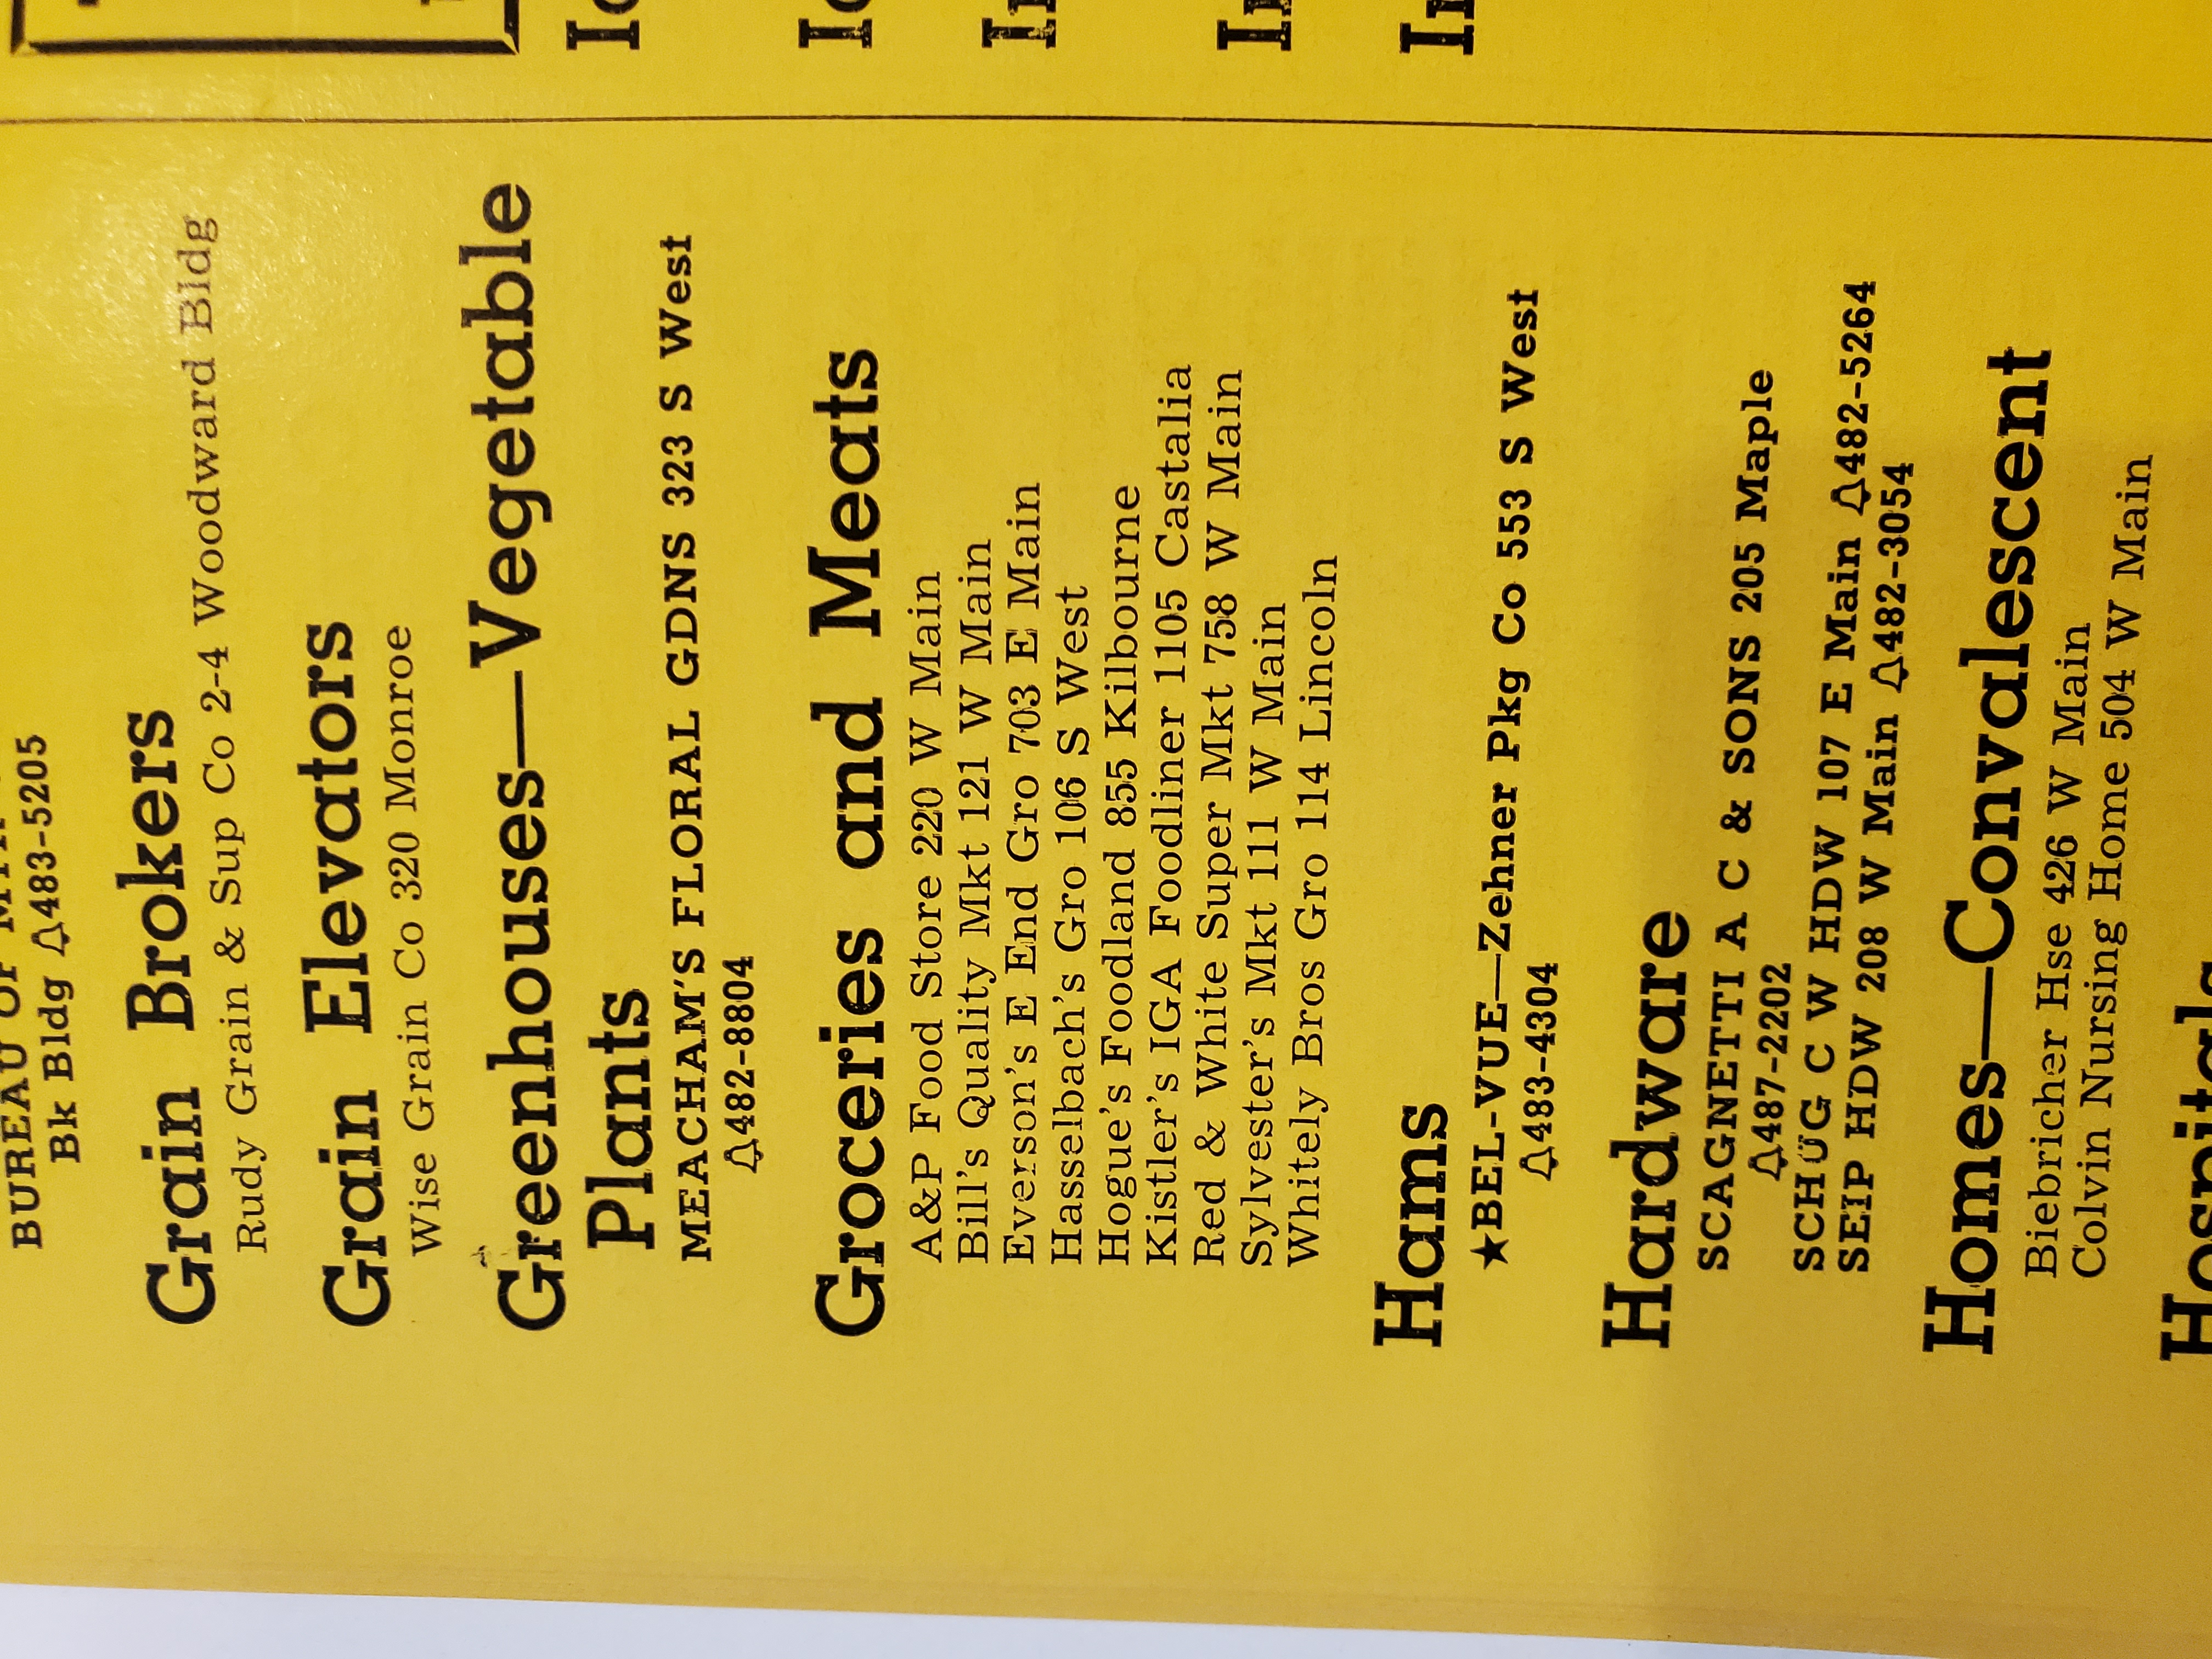 BUREAU OF
Bk Bldg 483-5205
Grain Brokers
Rudy Grain & Sup Co 2-4 Woodward Bldg
Grain Elevators
Wise Grain Co 320 Monroe
Greenhouses—Vegetable
Plants
MEACHAM'S FLORAL GDNS 323 S West
482-8804
Groceries and Meats
A&P Food Store 220 W Main
Bill's Quality Mkt 121 W Main
Everson's E End Gro 703 E Main
Hasselbach's Gro 106 S West
Hogue's Foodland 855 Kilbourne
Kistler's IGA Foodliner 1105 Castalia
Red & White Super Mkt 758 W Main
Sylvester's Mkt 111 W Main
Whitely Bros Gro 114 Lincoln
Hams
★BEL-VUE—Zehner Pkg Co 553 S West
483-4304
Hardware
SCAGNETTI A C & SONS 205 Maple
487-2202
SCHUG C W HDW 107 E Main 482-5264
SEIP HDW 208 W Main 482-3054
Homes—Convalescent
Biebricher Hse 426 W Main
Colvin Nursing Home 504 W Main
Hospitals